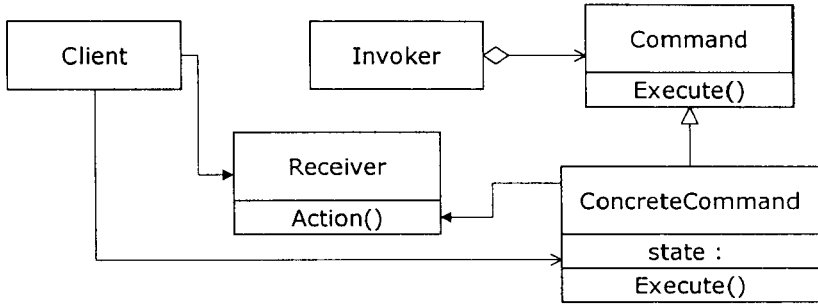 Client
Invoker
Command
Execute()
Receiver
Action()
ConcreteCommand
state :
Execute()